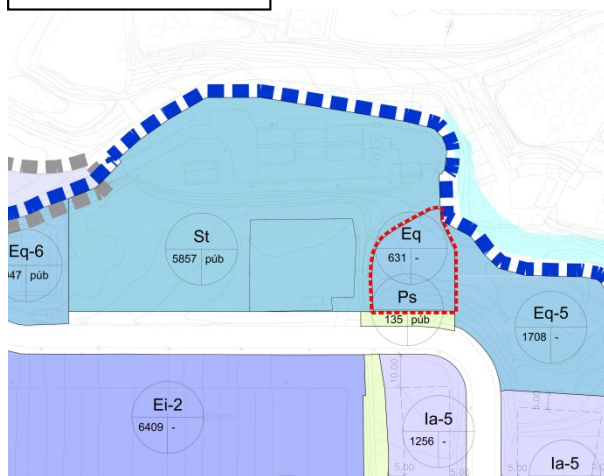 St
5857 púb
Eq
631 -
Ps
135 púb
Eq-6
047 púb
Eq-5
1708 -
Ei-2
6409 -
Ia-5
1256 -
Ia-5
10.00
5.00
5.00
5.00